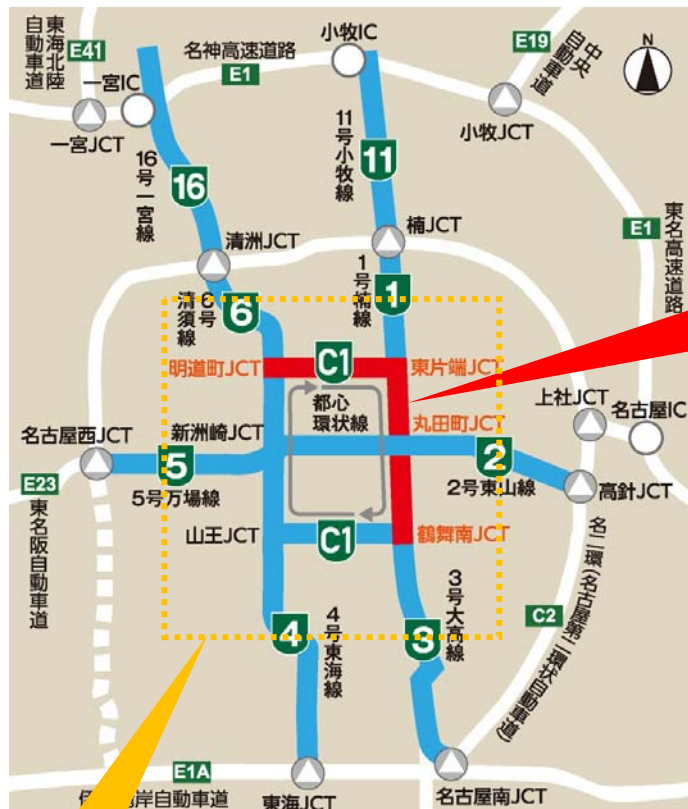 東海北陸
自動車道
E41
名神高速道路
E1
小牧IC
E19
中央
自動車道
N
一宮IC
一宮JCT
小牧JCT
16号一宮線
16
11号小牧線
11
清洲JCT
楠JCT
E1
東名高速道路
6号
清須線
6
1号楠線
1
明道町JCT
C1
東片端JCT
都心
環状線
丸田町JCT
上社JCT
名古屋IC
名古屋西JCT
新洲崎JCT
5
2
E23
5号万場線
2号東山線
高針JCT
東名阪自動車道
山王JCT
C1
鶴舞南JCT
名二環(名古屋第二環状自動車道)
4
4号東海線
3号大高線
3
C2
E1A
岸自動車道
東海JCT
名古屋南JCT